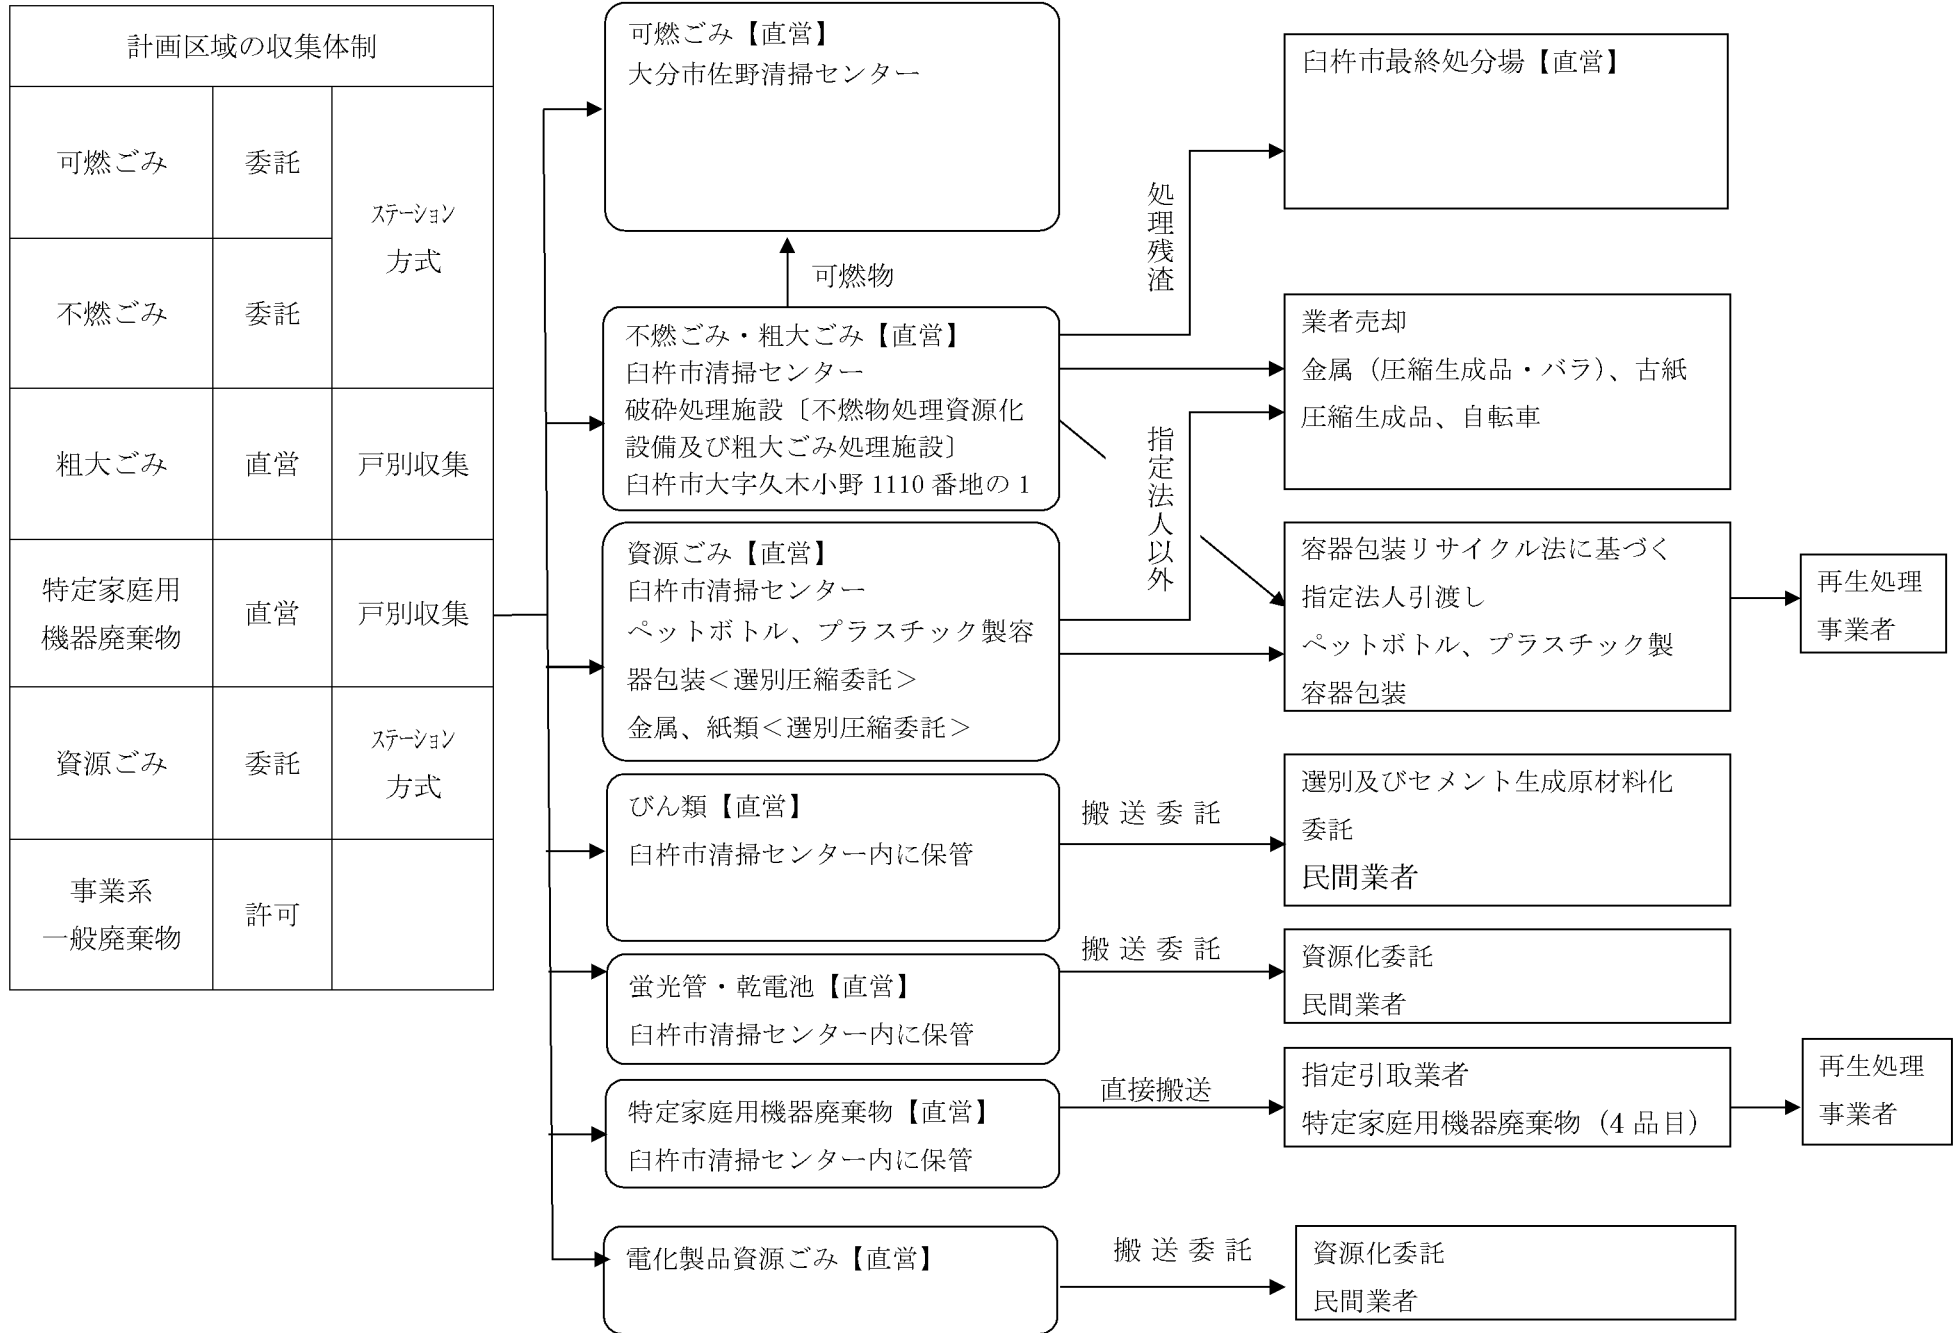 計画区域の収集体制
可燃ごみ
委託
ステーション
方式
不燃ごみ
委託
粗大ごみ
直営
戸別収集
特定家庭用
機器廃棄物
直営
戸別収集
資源ごみ
委託
ステーション
方式
事業系
一般廃棄物
許可
可燃ごみ【直営】
大分市佐野清掃センター
可燃物
不燃ごみ・粗大ごみ【直営】
臼杵市清掃センター
破砕処理施設〔不燃物処理資源化
設備及び粗大ごみ処理施設〕
臼杵市大字久木小野 1110 番地の 1
資源ごみ【直営】
臼杵市清掃センター
ペットボトル、プラスチック製容
器包装＜選別圧縮委託＞
金属、紙類＜選別圧縮委託＞
びん類【直営】
臼杵市清掃センター内に保管
蛍光管・乾電池【直営】
臼杵市清掃センター内に保管
特定家庭用機器廃棄物【直営】
臼杵市清掃センター内に保管
電化製品資源ごみ【直営】
処理残渣
指定法人以外
搬送委託
搬送委託
直接搬送
搬送委託
臼杵市最終処分場【直営】
業者売却
金属（圧縮生成品・バラ）、古紙
圧縮生成品、自転車
容器包装リサイクル法に基づく
指定法人引渡し
ペットボトル、プラスチック製
容器包装
再生処理
事業者
選別及びセメント生成原材料化
委託
民間業者
資源化委託
民間業者
指定引取業者
特定家庭用機器廃棄物（4 品目）
再生処理
事業者
資源化委託
民間業者